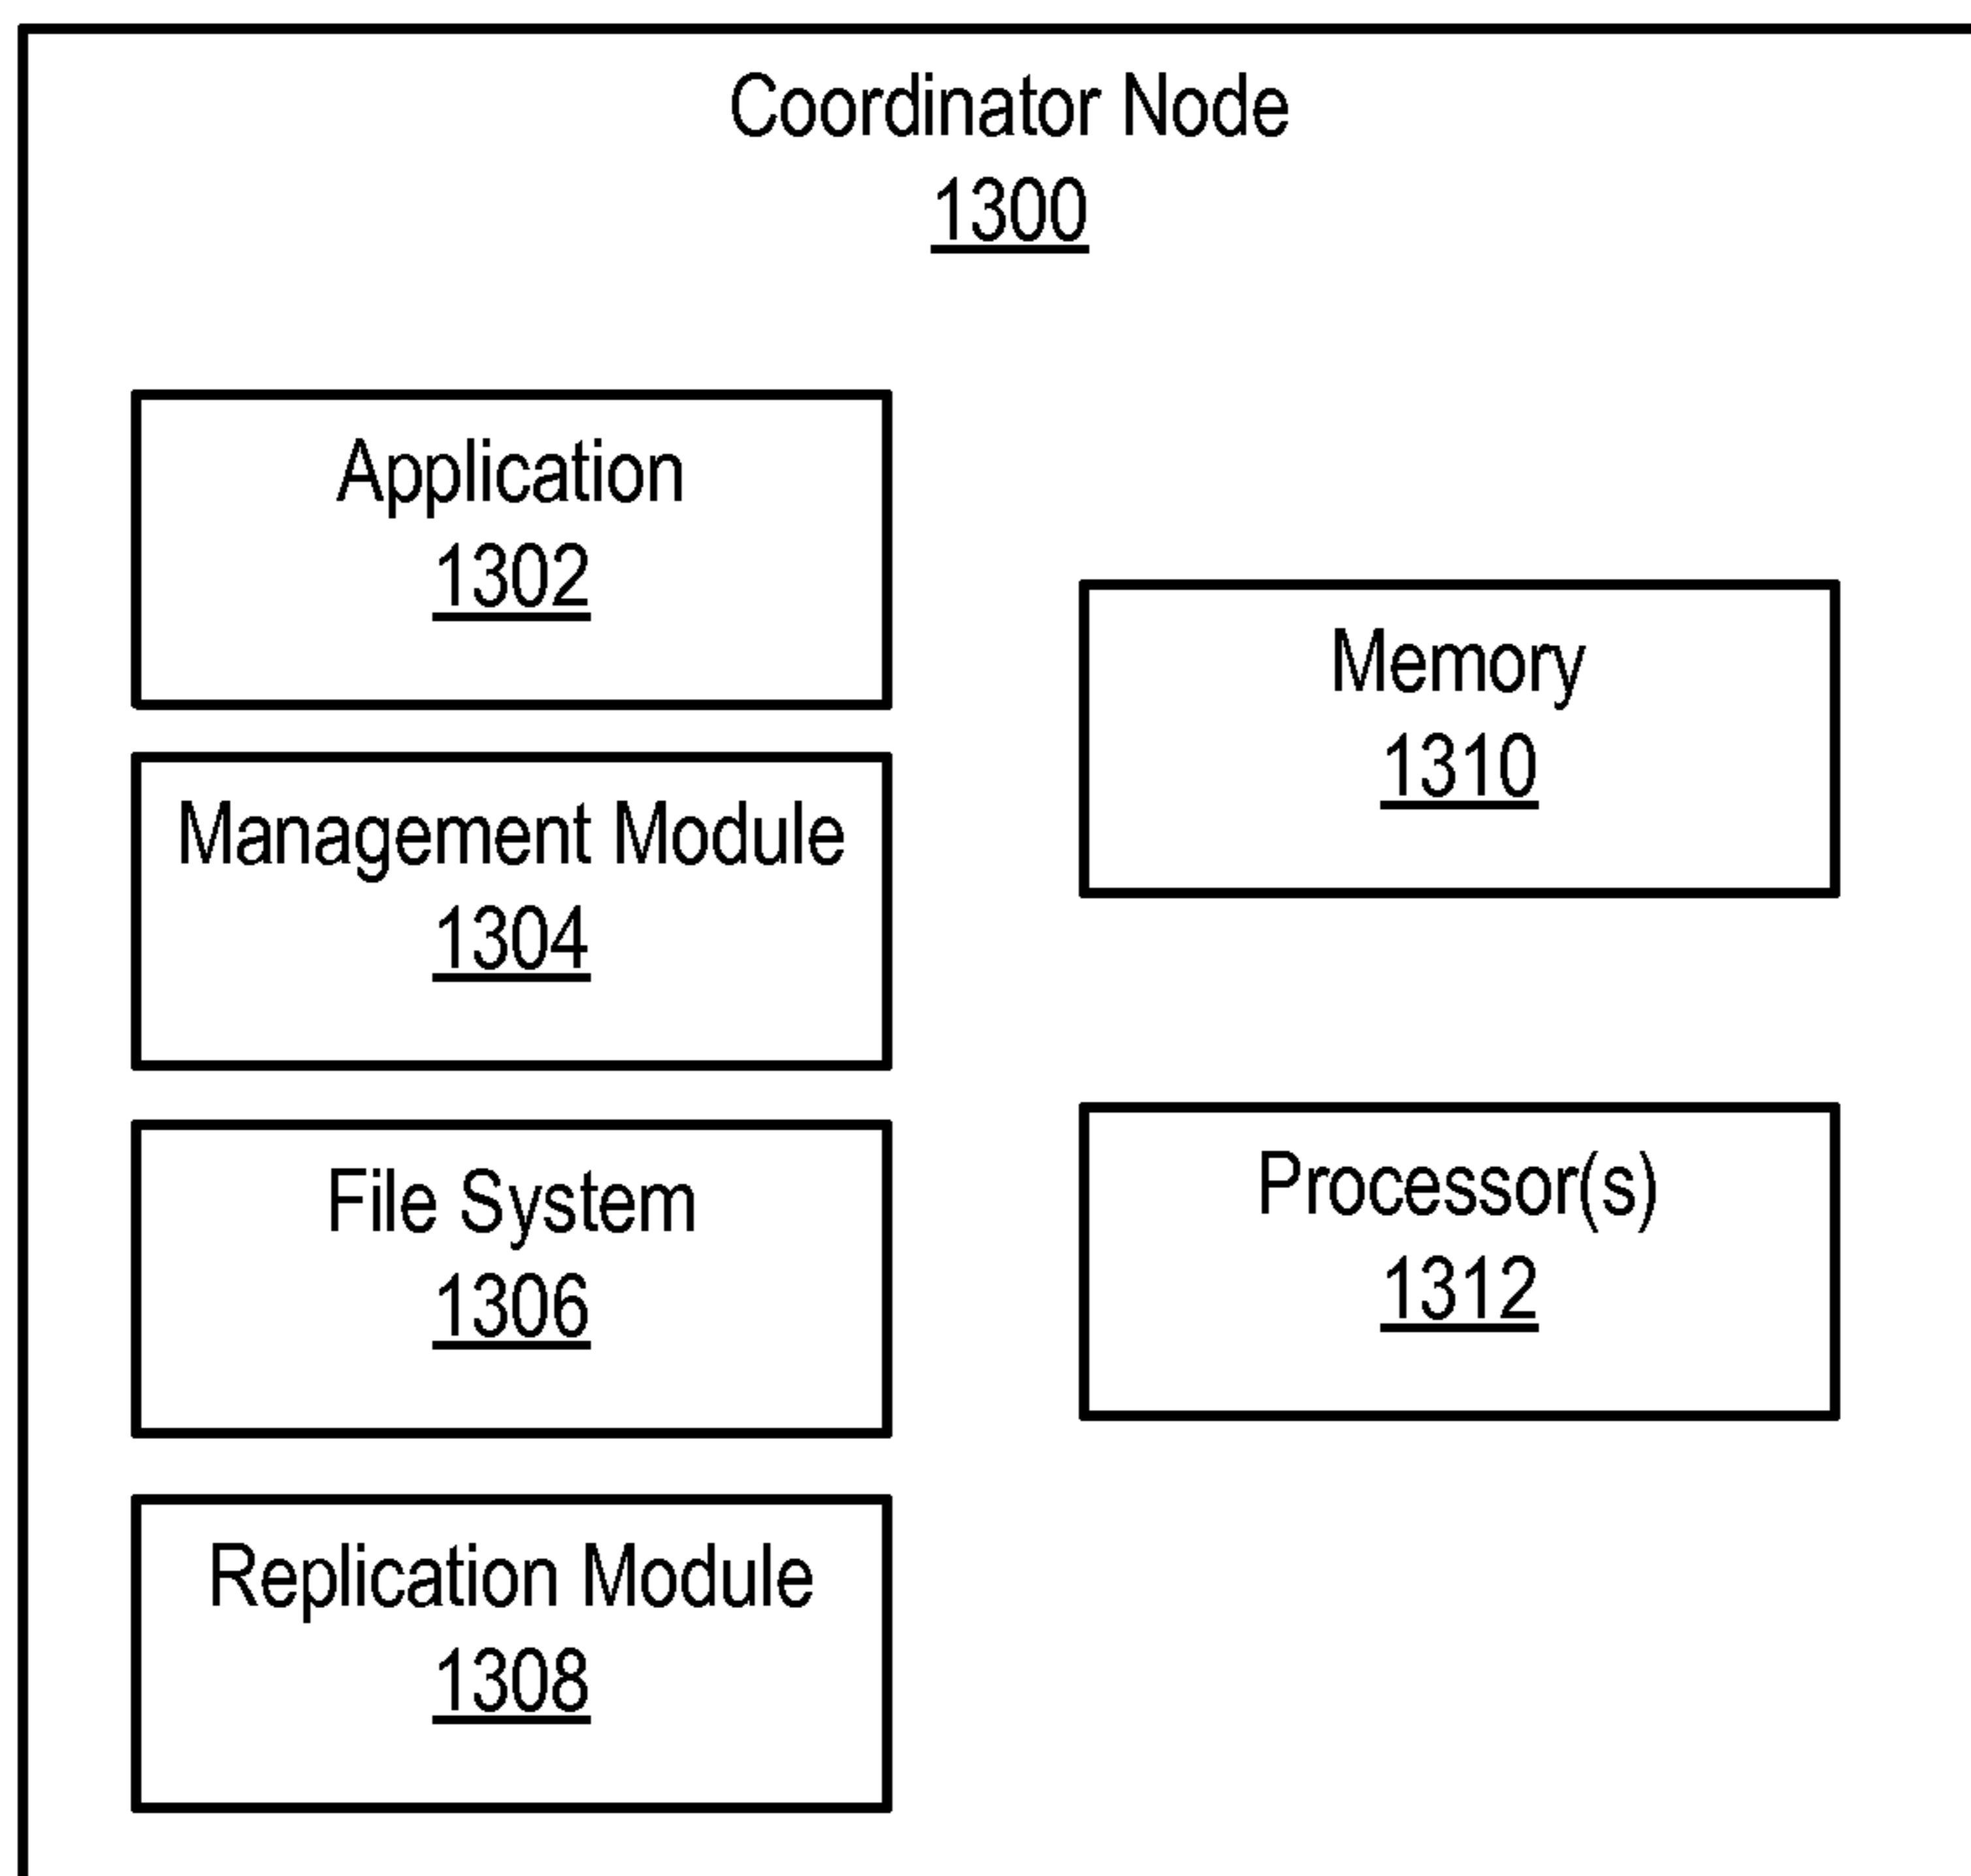 Coordinator Node
1300
Application
1302
Management Module
1304
File System
1306
Replication Module
1308
Memory
1310
Processor(s)
1312